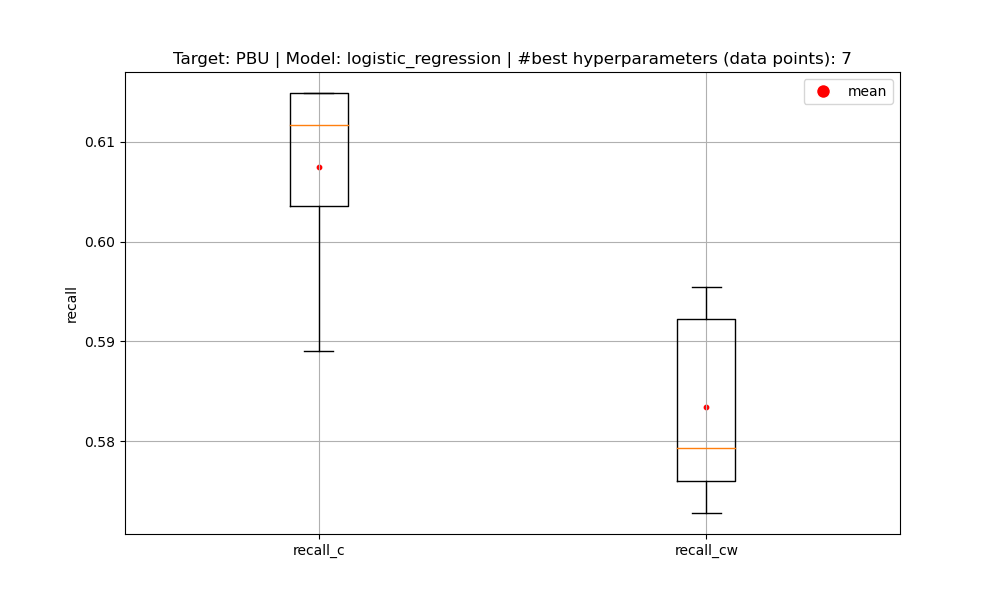 Target: PBU | Model: logistic_regression | #best hyperparameters (data points): 7
mean
0.61
0.60
0.59
0.58
recall
recall_c
recall_cw